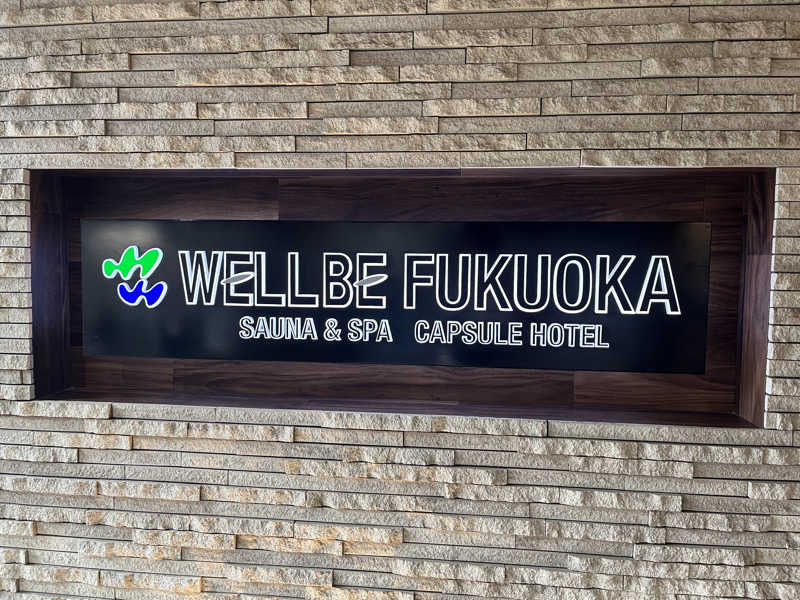 WELLBE FUKUOKA
SAUNA & SPA CAPSULE HOTEL